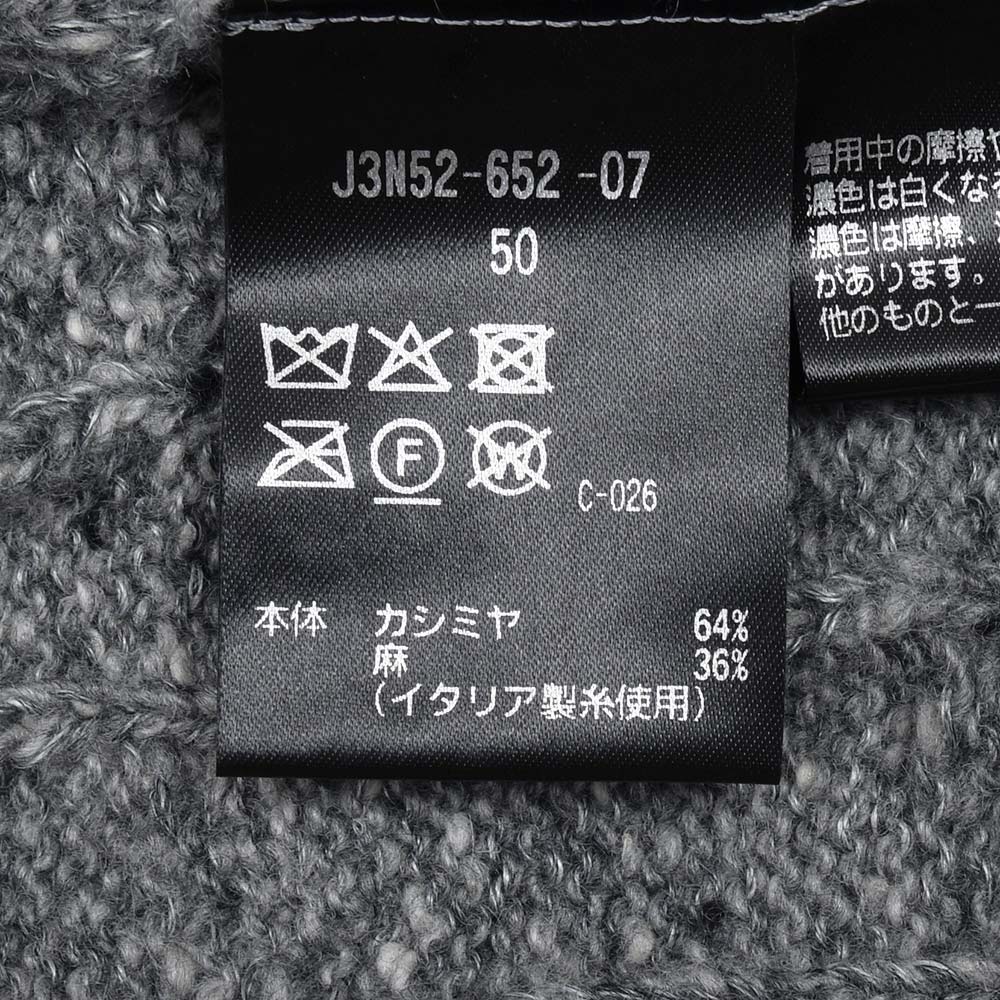 J3N52-652 -07
50
F
W
C-026
本体 カシミヤ 64%
麻 36%
(イタリア製糸使用)
着用中の摩擦や
濃色は白くなる
濃色は摩擦、
があります。
他のものと一